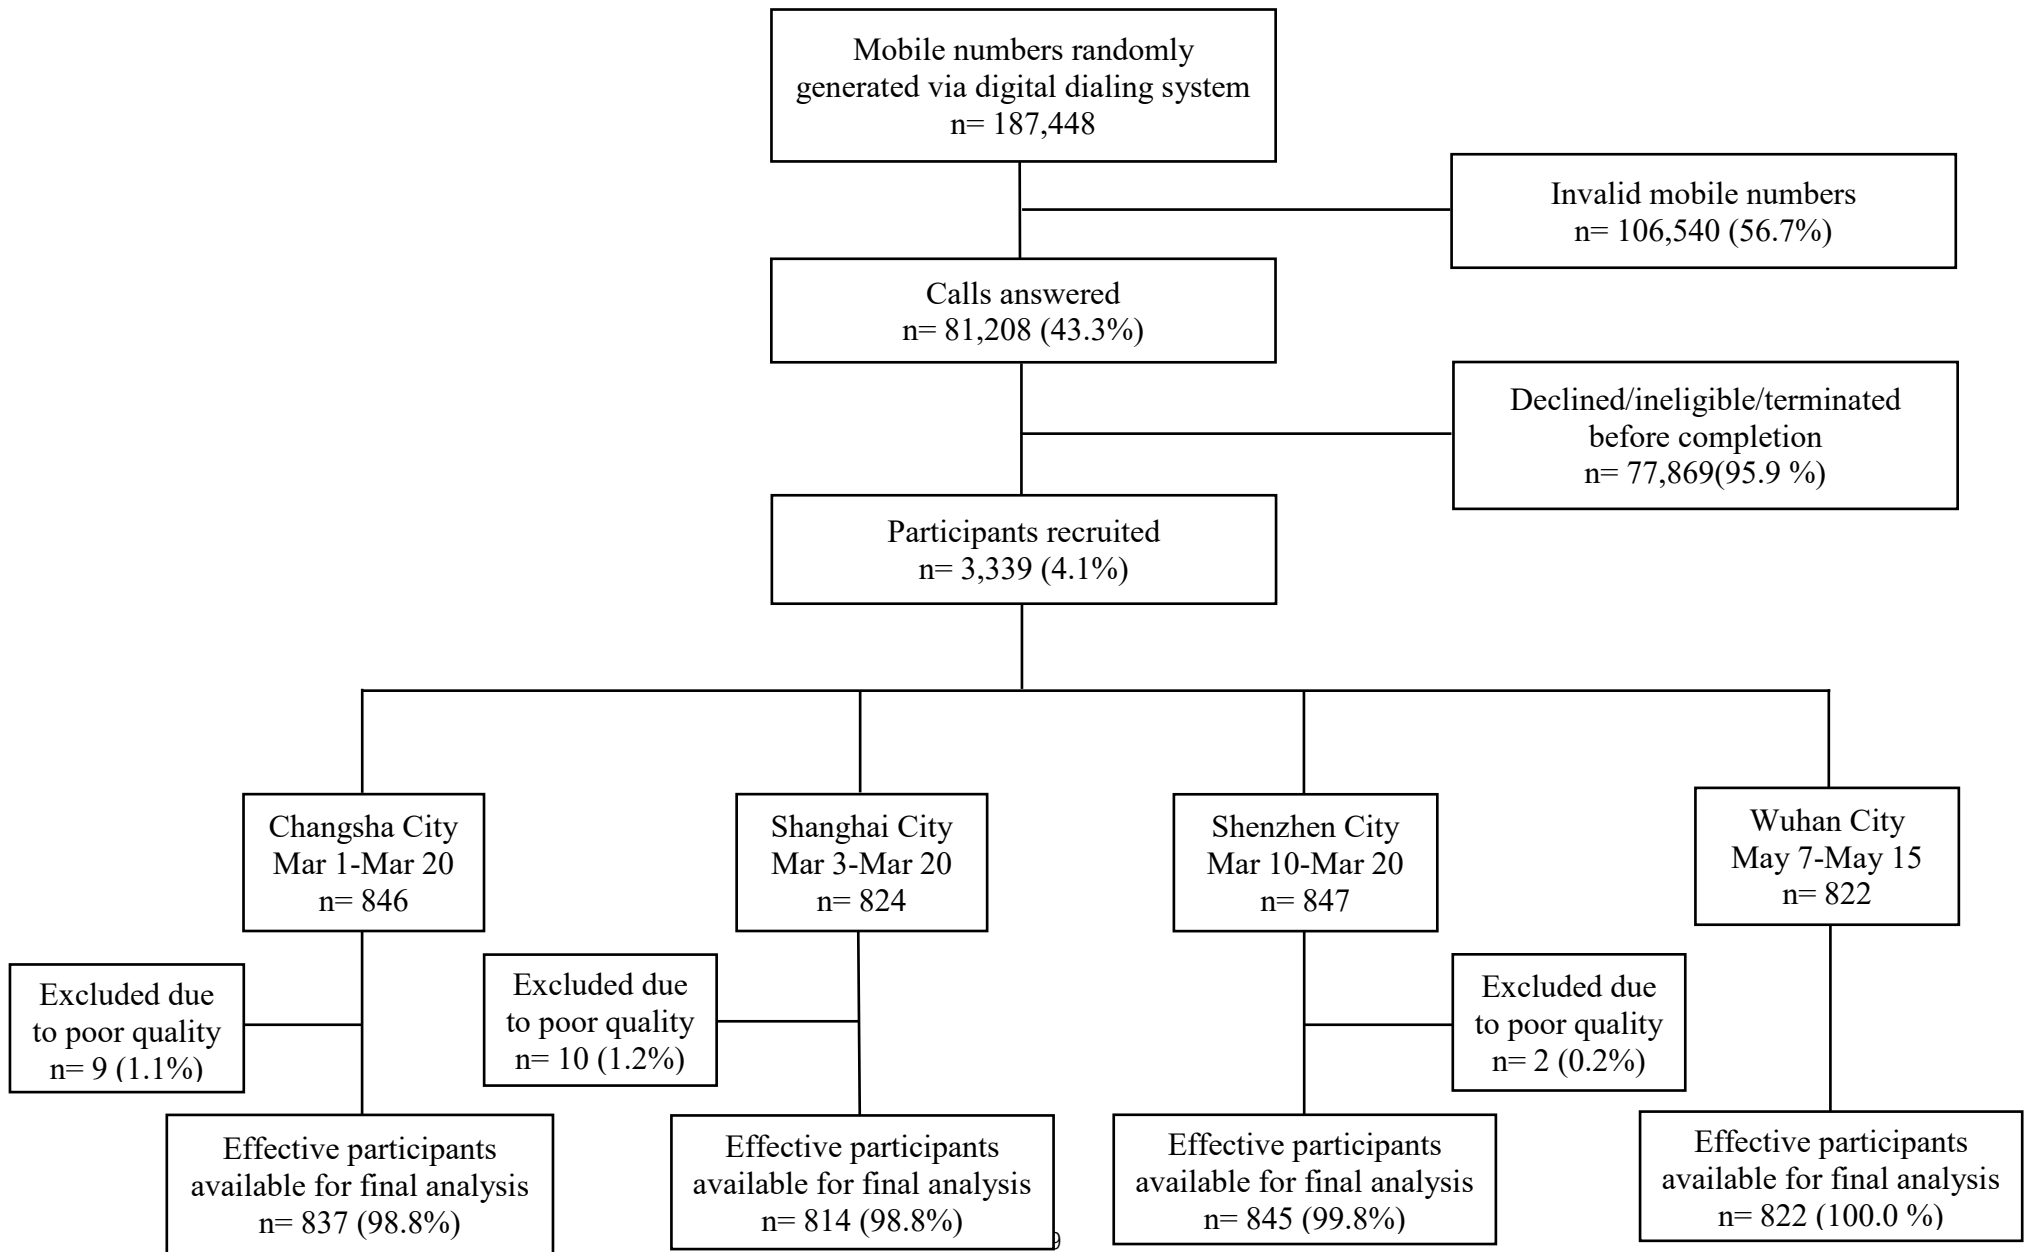 Mobile numbers randomly
generated via digital dialing system
n= 187,448
Invalid mobile numbers
n= 106,540 (56.7%)
Calls answered
n= 81,208 (43.3%)
Declined/ineligible/terminated
before completion
n= 77,869(95.9 %)
Participants recruited
n= 3,339 (4.1%)
Changsha City
Mar 1-Mar 20
n= 846
Shanghai City
Mar 3-Mar 20
n= 824
Shenzhen City
Mar 10-Mar 20
n= 847
Wuhan City
May 7-May 15
n= 822
Excluded due
to poor quality
n= 9 (1.1%)
Excluded due
to poor quality
n= 10 (1.2%)
Excluded due
to poor quality
n= 2 (0.2%)
Effective participants
available for final analysis
n= 837 (98.8%)
Effective participants
available for final analysis
n= 814 (98.8%)
Effective participants
available for final analysis
n= 845 (99.8%)
Effective participants
available for final analysis
n= 822 (100.0 %)